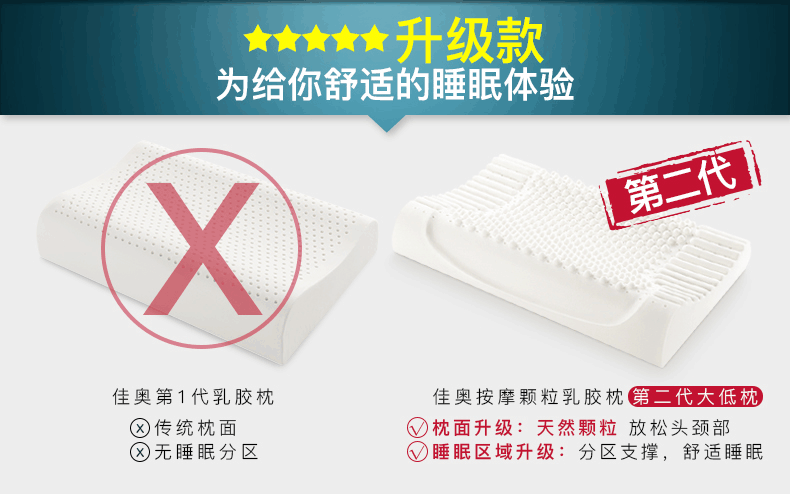 ★★★★★升级款
为给你舒适的睡眠体验
X
第二代
佳奥第1代乳胶枕
ⓧ传统枕面
ⓧ无睡眠分区
佳奥按摩颗粒乳胶枕 第二代大低枕
枕面升级：天然颗粒 放松头颈部
睡眠区域升级：分区支撑，舒适睡眠